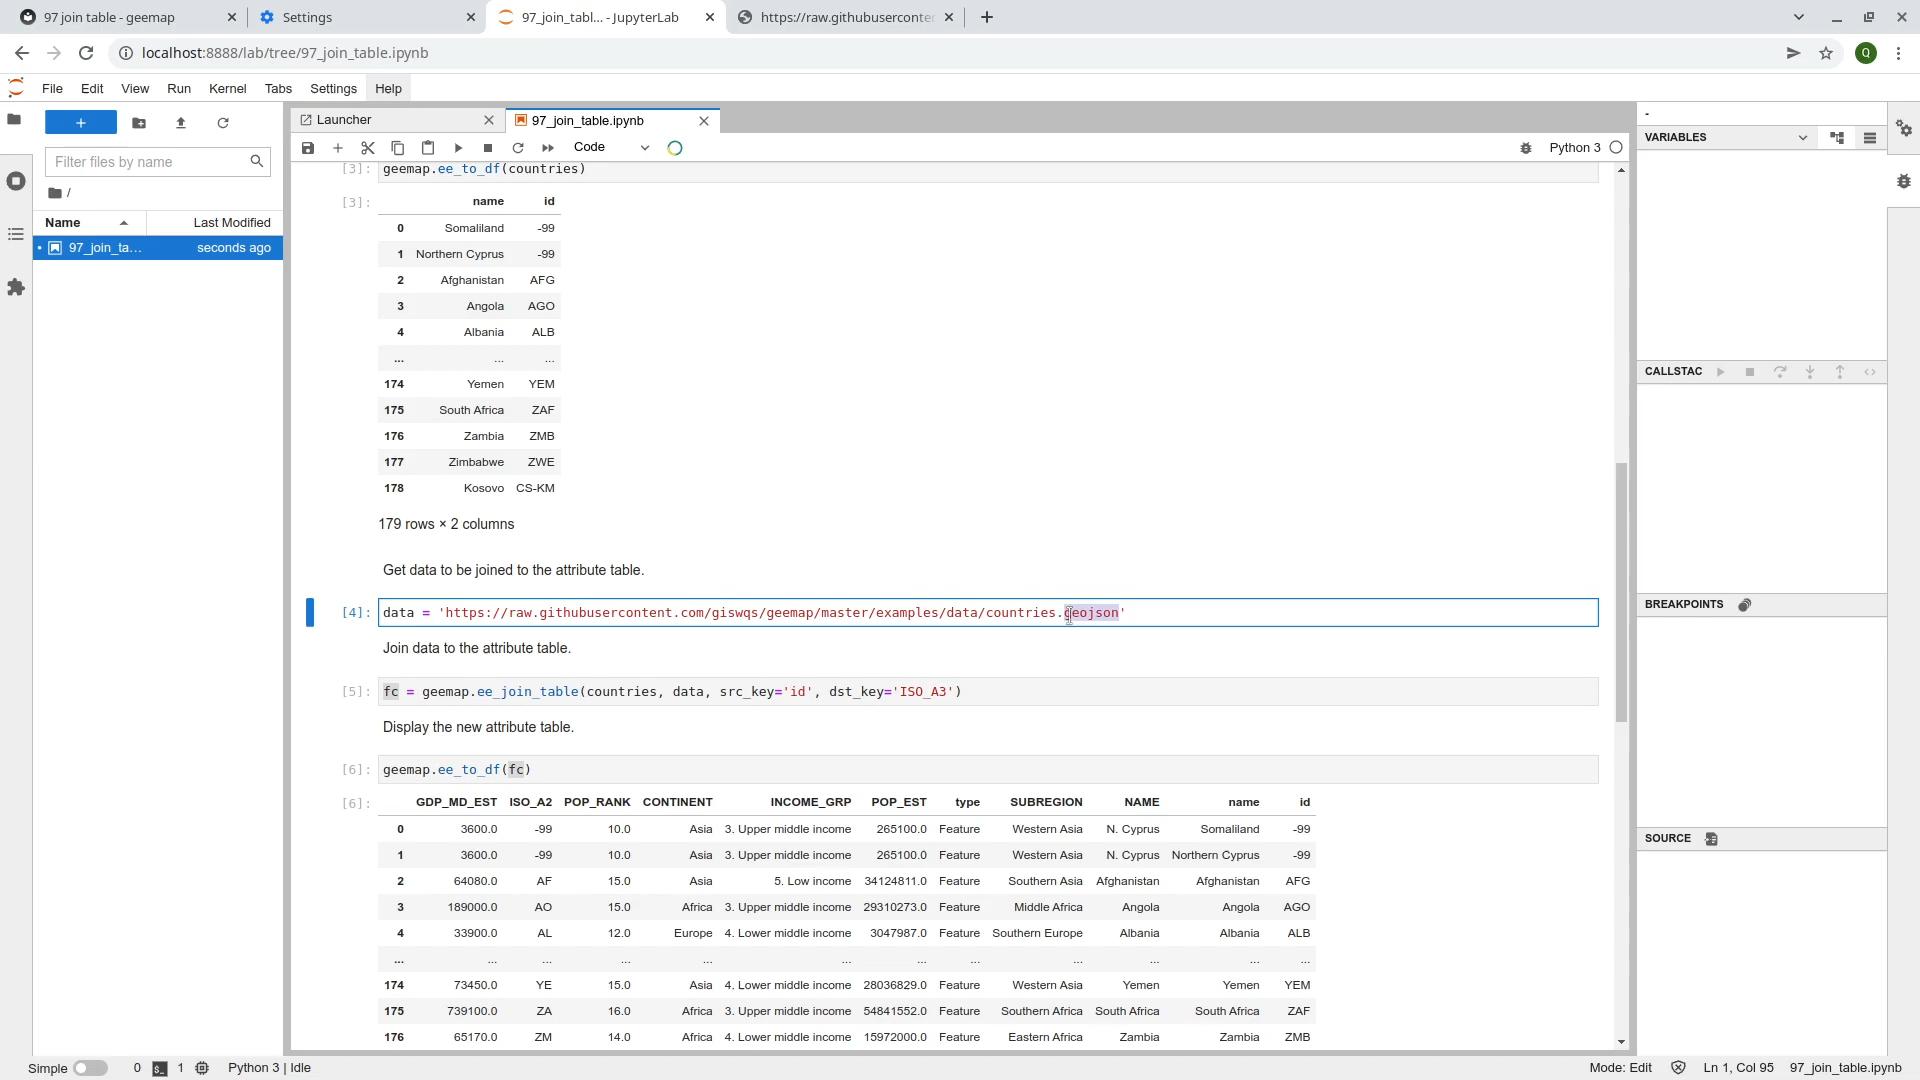 97 join table - geemap
Settings
97_join_tabl... - JupyterLab
https://raw.githubuserconte
localhost:8888/lab/tree/97_join_table.ipynb
Q
File Edit View Run Kernel Tabs Settings Help
Launcher
97_join_table.ipynb
-
+
Filter files by name
/
Name
Last Modified
97_join_ta...
seconds ago
Code
Python 3
VARIABLES
[3]: geemap.ee_to_df(countries)
[3]: name id
0 Somaliland -99
1 Northern Cyprus -99
2 Afghanistan AFG
3 Angola AGO
4 Albania ALB
... ... ...
174 Yemen YEM
175 South Africa ZAF
176 Zambia ZMB
177 Zimbabwe ZWE
178 Kosovo CS-KM
179 rows × 2 columns
CALLSTAC
Get data to be joined to the attribute table.
[4]: data = 'https://raw.githubusercontent.com/giswqs/geemap/master/examples/data/countries.geojson'
BREAKPOINTS
Join data to the attribute table.
[5]: fc = geemap.ee_join_table(countries, data, src_key='id', dst_key='ISO_A3')
Display the new attribute table.
[6]: geemap.ee_to_df(fc)
[6]: GDP_MD_EST ISO_A2 POP_RANK CONTINENT INCOME_GRP POP_EST type SUBREGION NAME name id
0 3600.0 -99 10.0 Asia 3. Upper middle income 265100.0 Feature Western Asia N. Cyprus Somaliland -99
1 3600.0 -99 10.0 Asia 3. Upper middle income 265100.0 Feature Western Asia N. Cyprus Northern Cyprus -99
2 64080.0 AF 15.0 Asia 5. Low income 34124811.0 Feature Southern Asia Afghanistan Afghanistan AFG
3 189000.0 AO 15.0 Africa 3. Upper middle income 29310273.0 Feature Middle Africa Angola Angola AGO
4 33900.0 AL 12.0 Europe 4. Lower middle income 3047987.0 Feature Southern Europe Albania Albania ALB
... ... ... ... ... ... ... ... ... ... ... ...
174 73450.0 YE 15.0 Asia 4. Lower middle income 28036829.0 Feature Western Asia Yemen Yemen YEM
175 739100.0 ZA 16.0 Africa 3. Upper middle income 54841552.0 Feature Southern Africa South Africa South Africa ZAF
176 65170.0 ZM 14.0 Africa 4. Lower middle income 15972000.0 Feature Eastern Africa Zambia Zambia ZMB
SOURCE
Simple 0 1 Python 3 | Idle
Mode: Edit Ln 1, Col 95 97_join_table.ipynb